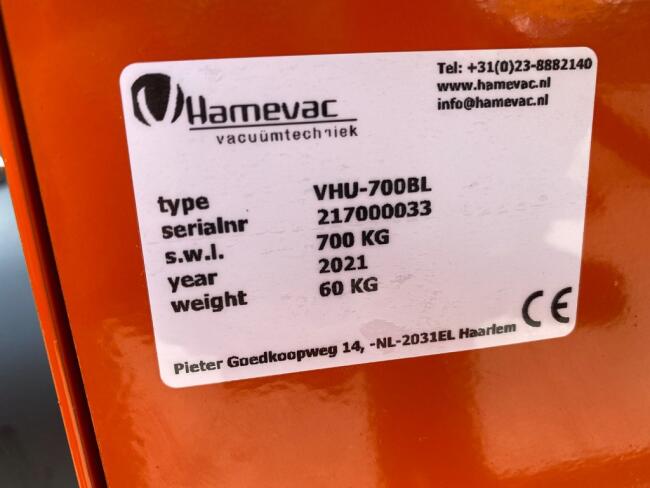 Hamevac
vacuümtechniek
Tel: +31(0)23-8882140
www.hamevac.nl
info@hamevac.nl
type VHU-700BL
serialnr 217000033
s.w.l. 700 KG
year 2021
weight 60 KG
CE
Pieter Goedkoopweg 14, -NL-2031EL Haarlem